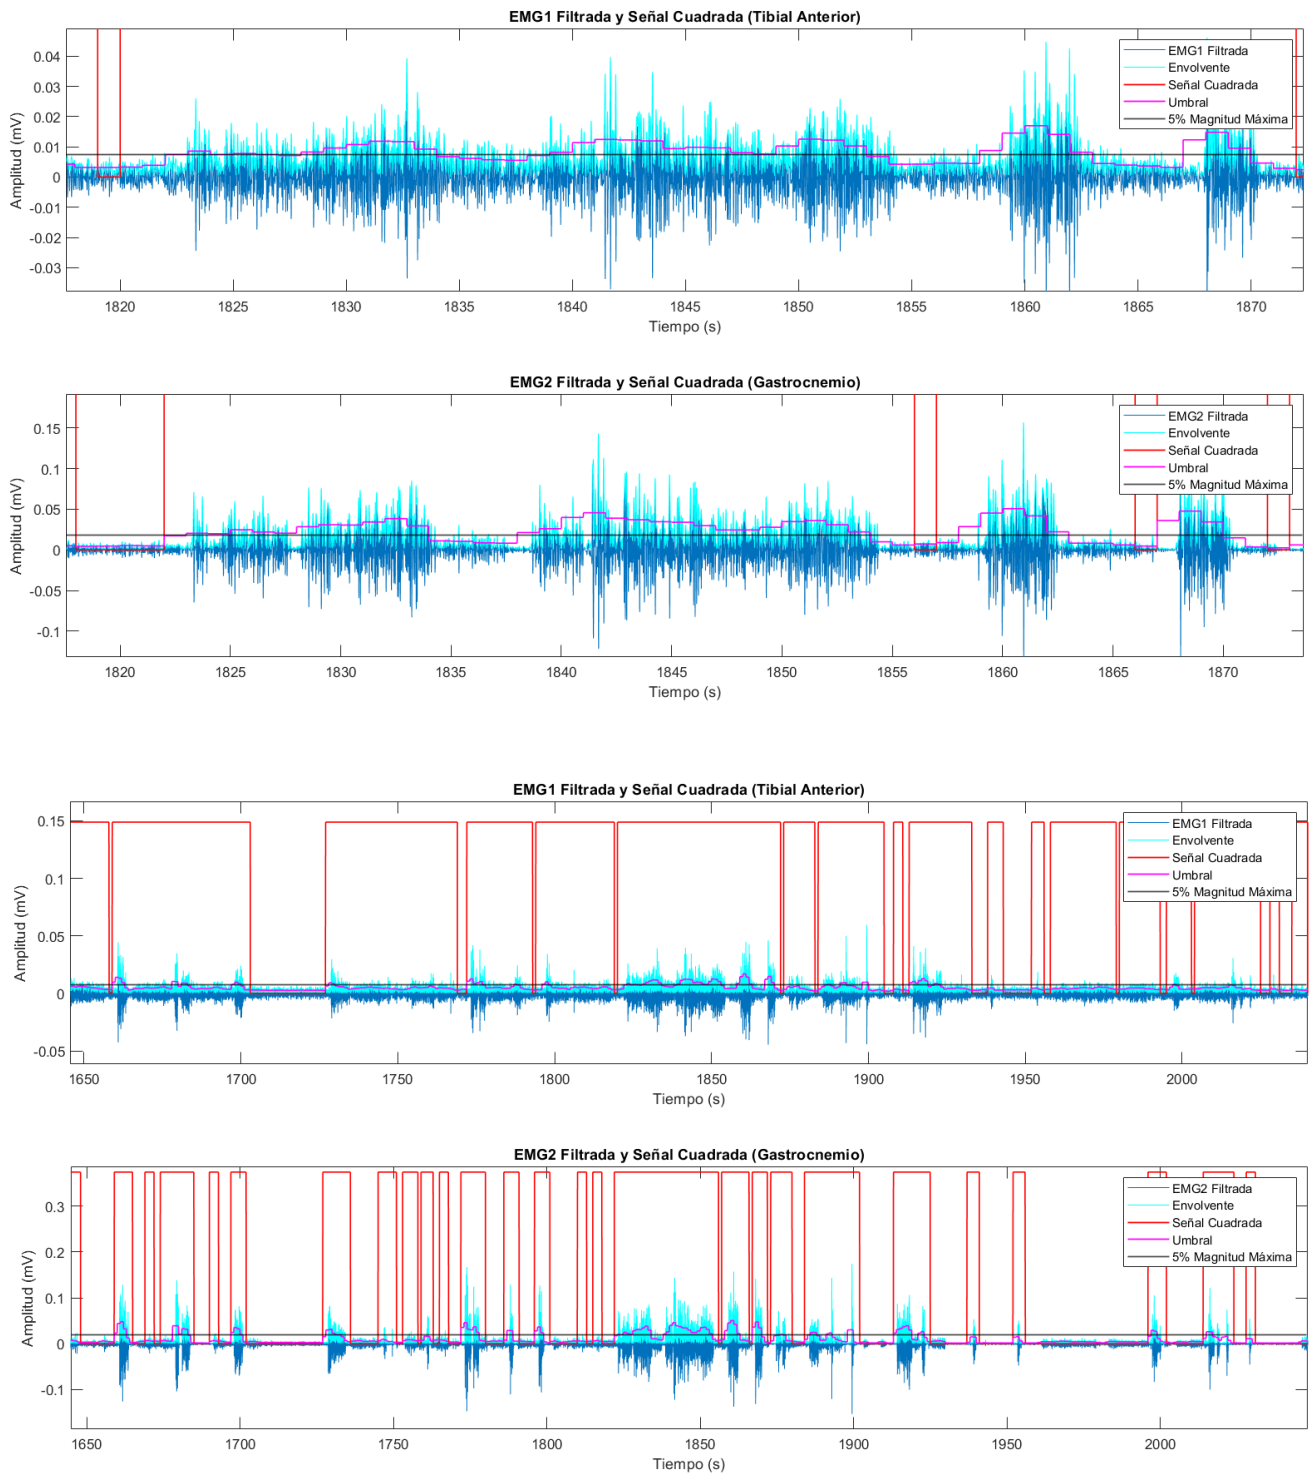 EMG1 Filtrada y Señal Cuadrada (Tibial Anterior)
0.04
0.03
0.02
0.01
0
-0.01
-0.02
-0.03
Amplitud (mV)
EMG1 Filtrada
Envolvente
Señal Cuadrada
Umbral
5% Magnitud Máxima
1820 1825 1830 1835 1840 1845 1850 1855 1860 1865 1870
Tiempo (s)
EMG2 Filtrada y Señal Cuadrada (Gastrocnemio)
0.15
0.1
0.05
0
-0.05
-0.1
Amplitud (mV)
EMG2 Filtrada
Envolvente
Señal Cuadrada
Umbral
5% Magnitud Máxima
1820 1825 1830 1835 1840 1845 1850 1855 1860 1865 1870
Tiempo (s)
EMG1 Filtrada y Señal Cuadrada (Tibial Anterior)
0.15
0.1
0.05
0
-0.05
Amplitud (mV)
EMG1 Filtrada
Envolvente
Señal Cuadrada
Umbral
5% Magnitud Máxima
1650 1700 1750 1800 1850 1900 1950 2000
Tiempo (s)
EMG2 Filtrada y Señal Cuadrada (Gastrocnemio)
0.3
0.2
0.1
0
-0.1
Amplitud (mV)
EMG2 Filtrada
Envolvente
Señal Cuadrada
Umbral
5% Magnitud Máxima
1650 1700 1750 1800 1850 1900 1950 2000
Tiempo (s)